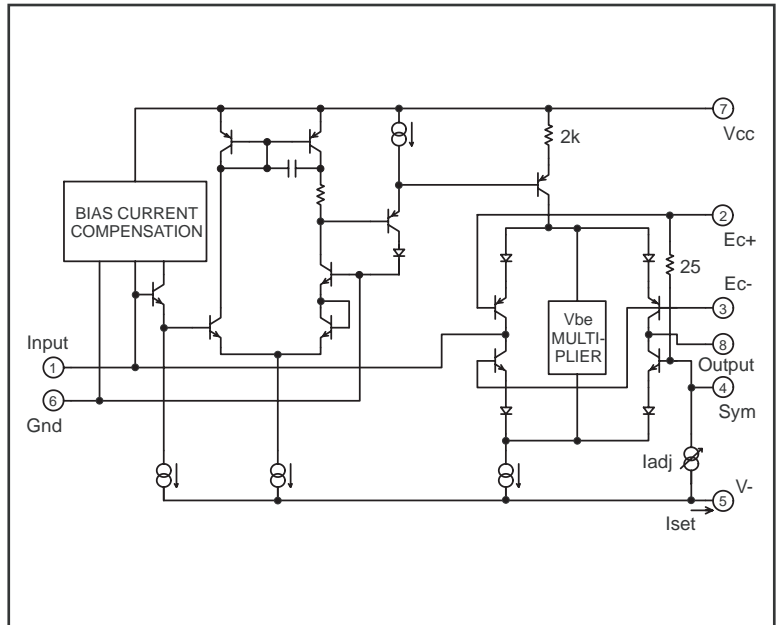 7
Vcc
2k
BIAS CURRENT
COMPENSATION
2
Ec+
25
Ec-
3
Vbe
MULTI-
PLIER
8
Output
Input
1
4
Sym
6
Gnd
Iadj
5
V-
Iset